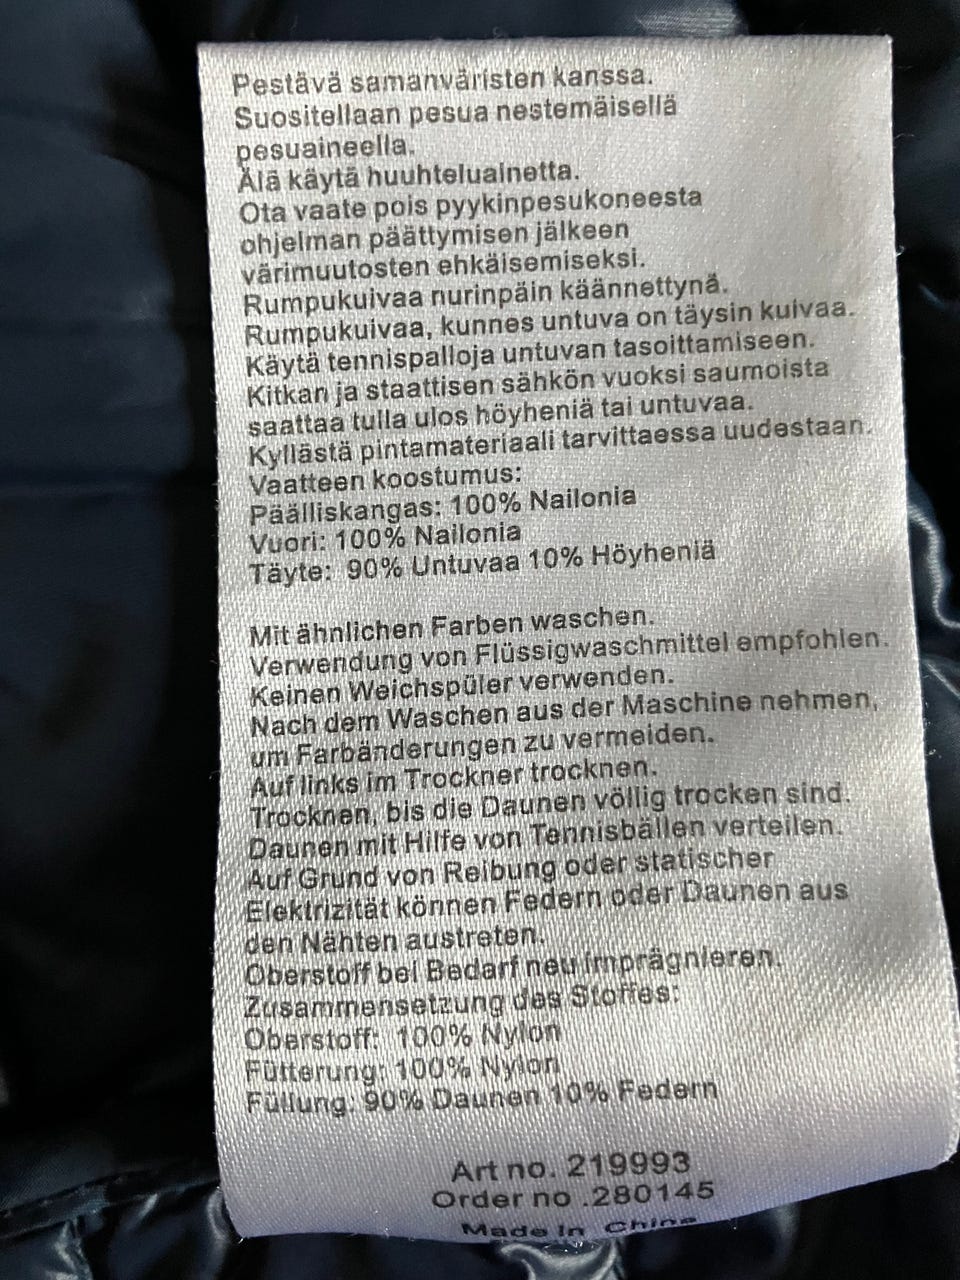 Pestävä samanväristen kanssa.
Suositellaan pesua nestemäisellä
pesuaineella.
Älä käytä huuhteluainetta.
Ota vaate pois pyykinpesukoneesta
ohjelman päättymisen jälkeen
värimuutosten ehkäisemiseksi.
Rumpukuivaa nurinpäin käännettynä.
Rumpukuivaa, kunnes untuva on täysin kuivaa.
Käytä tennispalloja untuvan tasoittamiseen.
Kitkan ja staattisen sähkön vuoksi saumoista
saattaa tulla ulos höyheniä tai untuvaa.
Kyllästä pintamateriaali tarvittaessa uudestaan.
Vaatteen koostumus:
Päälliskangas: 100% Nailonia
Vuori: 100% Nailonia
Täyte: 90% Untuvaa 10% Höyheniä
Mit ähnlichen Farben waschen.
Verwendung von Flüssigwaschmittel empfohlen.
Keinen Weichspüler verwenden.
Nach dem Waschen aus der Maschine nehmen,
um Farbänderungen zu vermeiden.
Auf links im Trockner trocknen.
Trocknen, bis die Daunen völlig trocken sind.
Daunen mit Hilfe von Tennisbällen verteilen.
Auf Grund von Reibung oder statischer
Elektrizität können Federn oder Daunen aus
den Nähten austreten.
Oberstoff bei Bedarf neu imprägnieren.
Zusammensetzung des Stoffes:
Oberstoff: 100% Nylon
Fütterung: 100% Nylon
Füllung: 90% Daunen 10% Federn
Art no. 219993
Order no .280145
Made In China